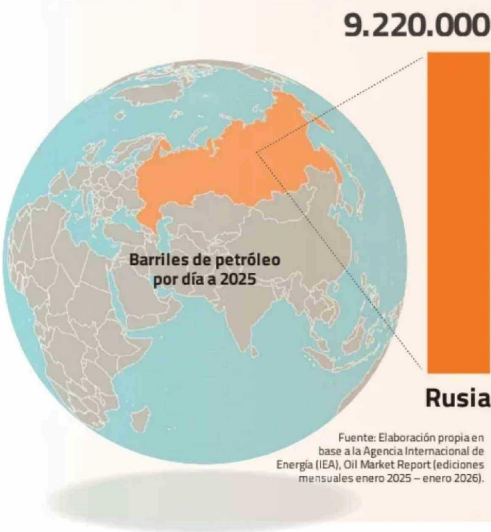 9.220.000
Barriles de petróleo
por día a 2025
Rusia
Fuente: Elaboración propia en
base a la Agencia Internacional de
Energía (IEA), Oil Market Report (ediciones
mensuales enero 2025 – enero 2026).